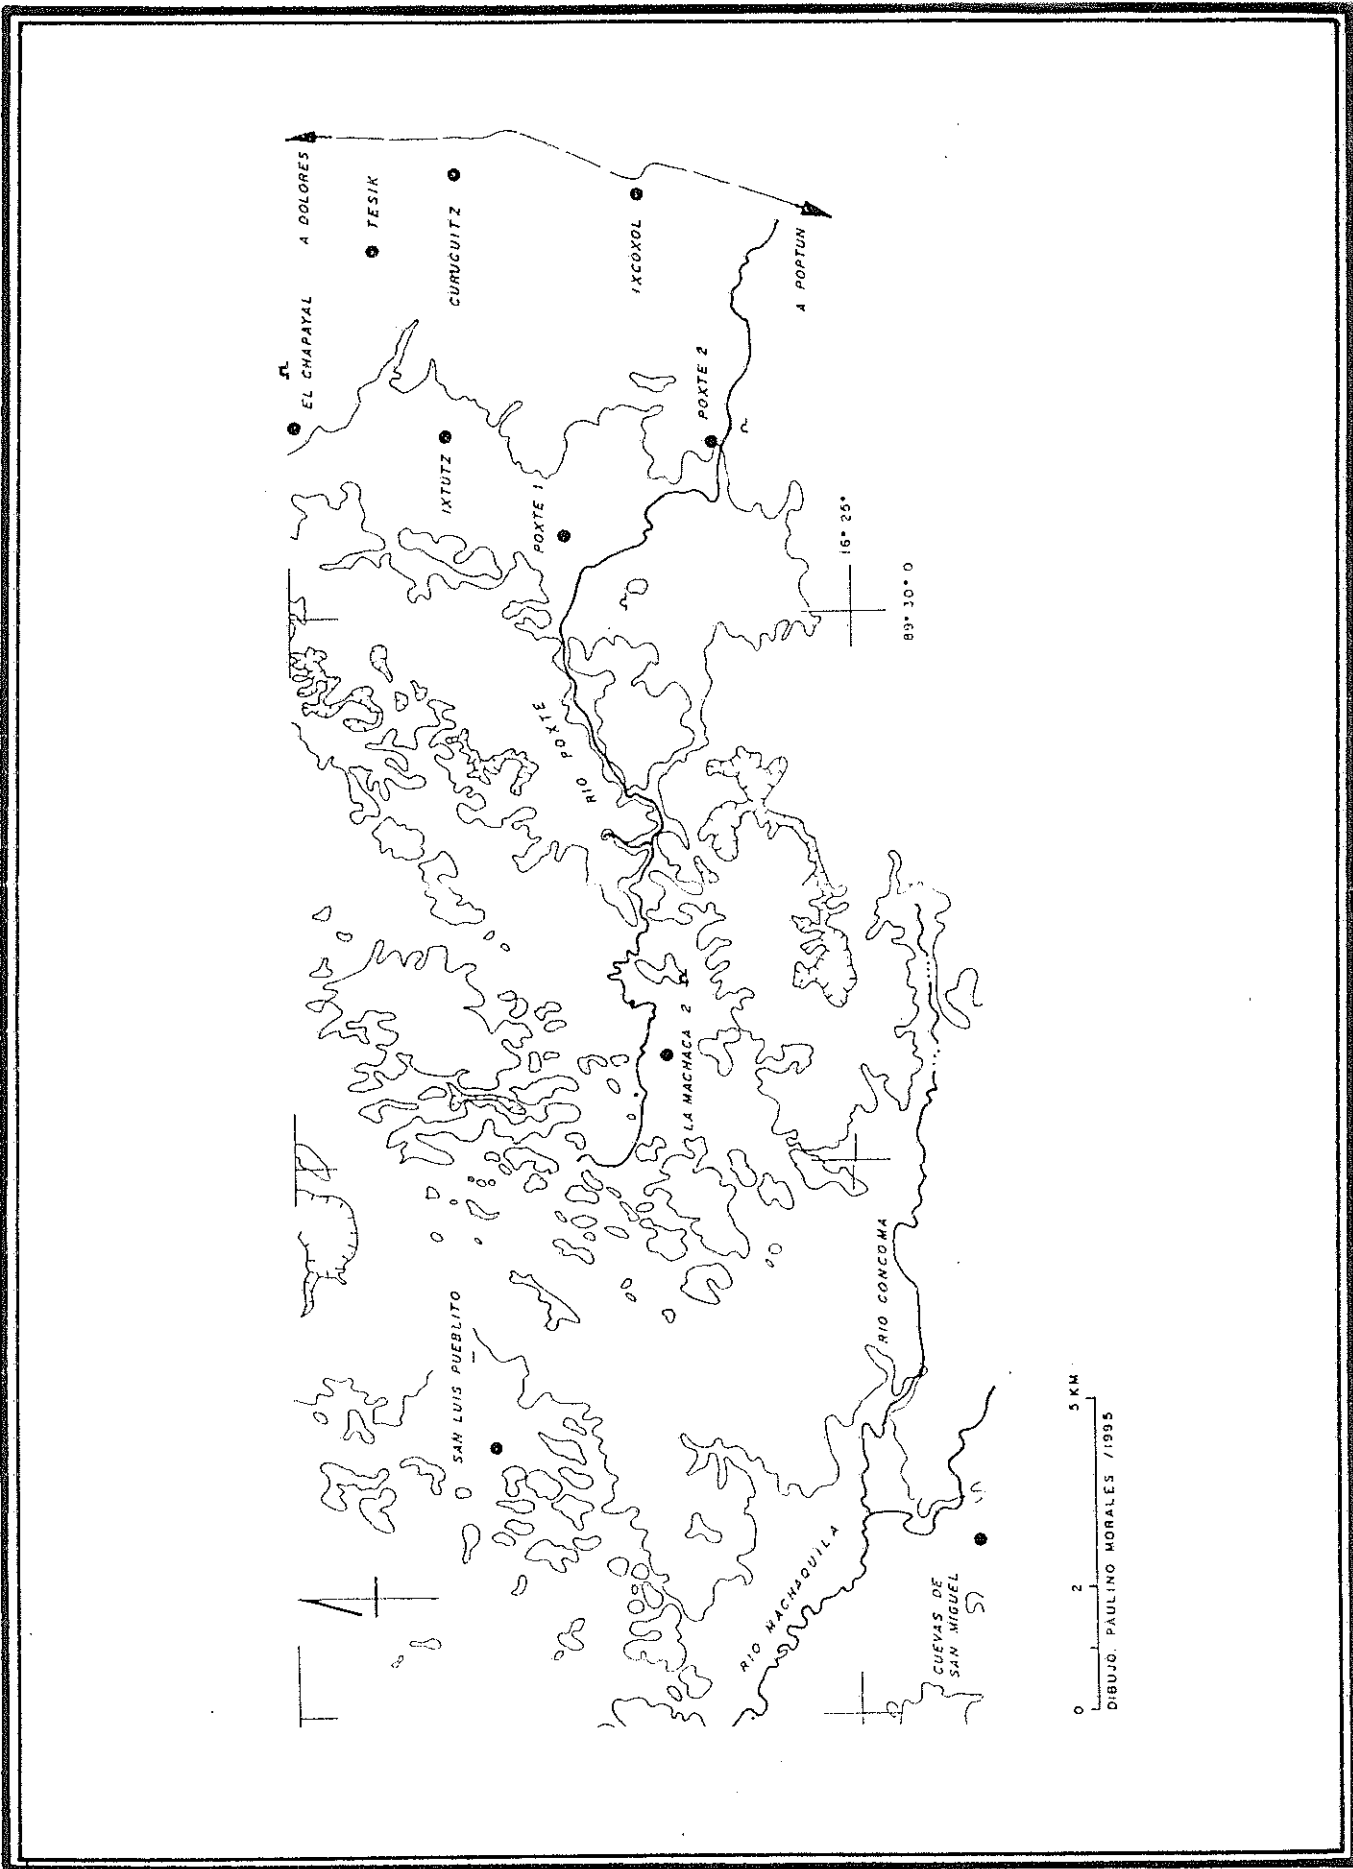 EL CHAPAYAL
A DOLORES
TESIK
CURUCUITZ
IXTUTZ
IXCOXOL
POXTE 1
POXTE 2
A POPTUN
RIO POXTE
16° 25°
89° 30° O
SAN LUIS PUEBLITO
LA MACHACA 2
RIO CONCOMA
RIO MACHAQUILA
CUEVAS DE
SAN MIGUEL
0 2 5 KM
DIBUJO. PAULINO MORALES /1995